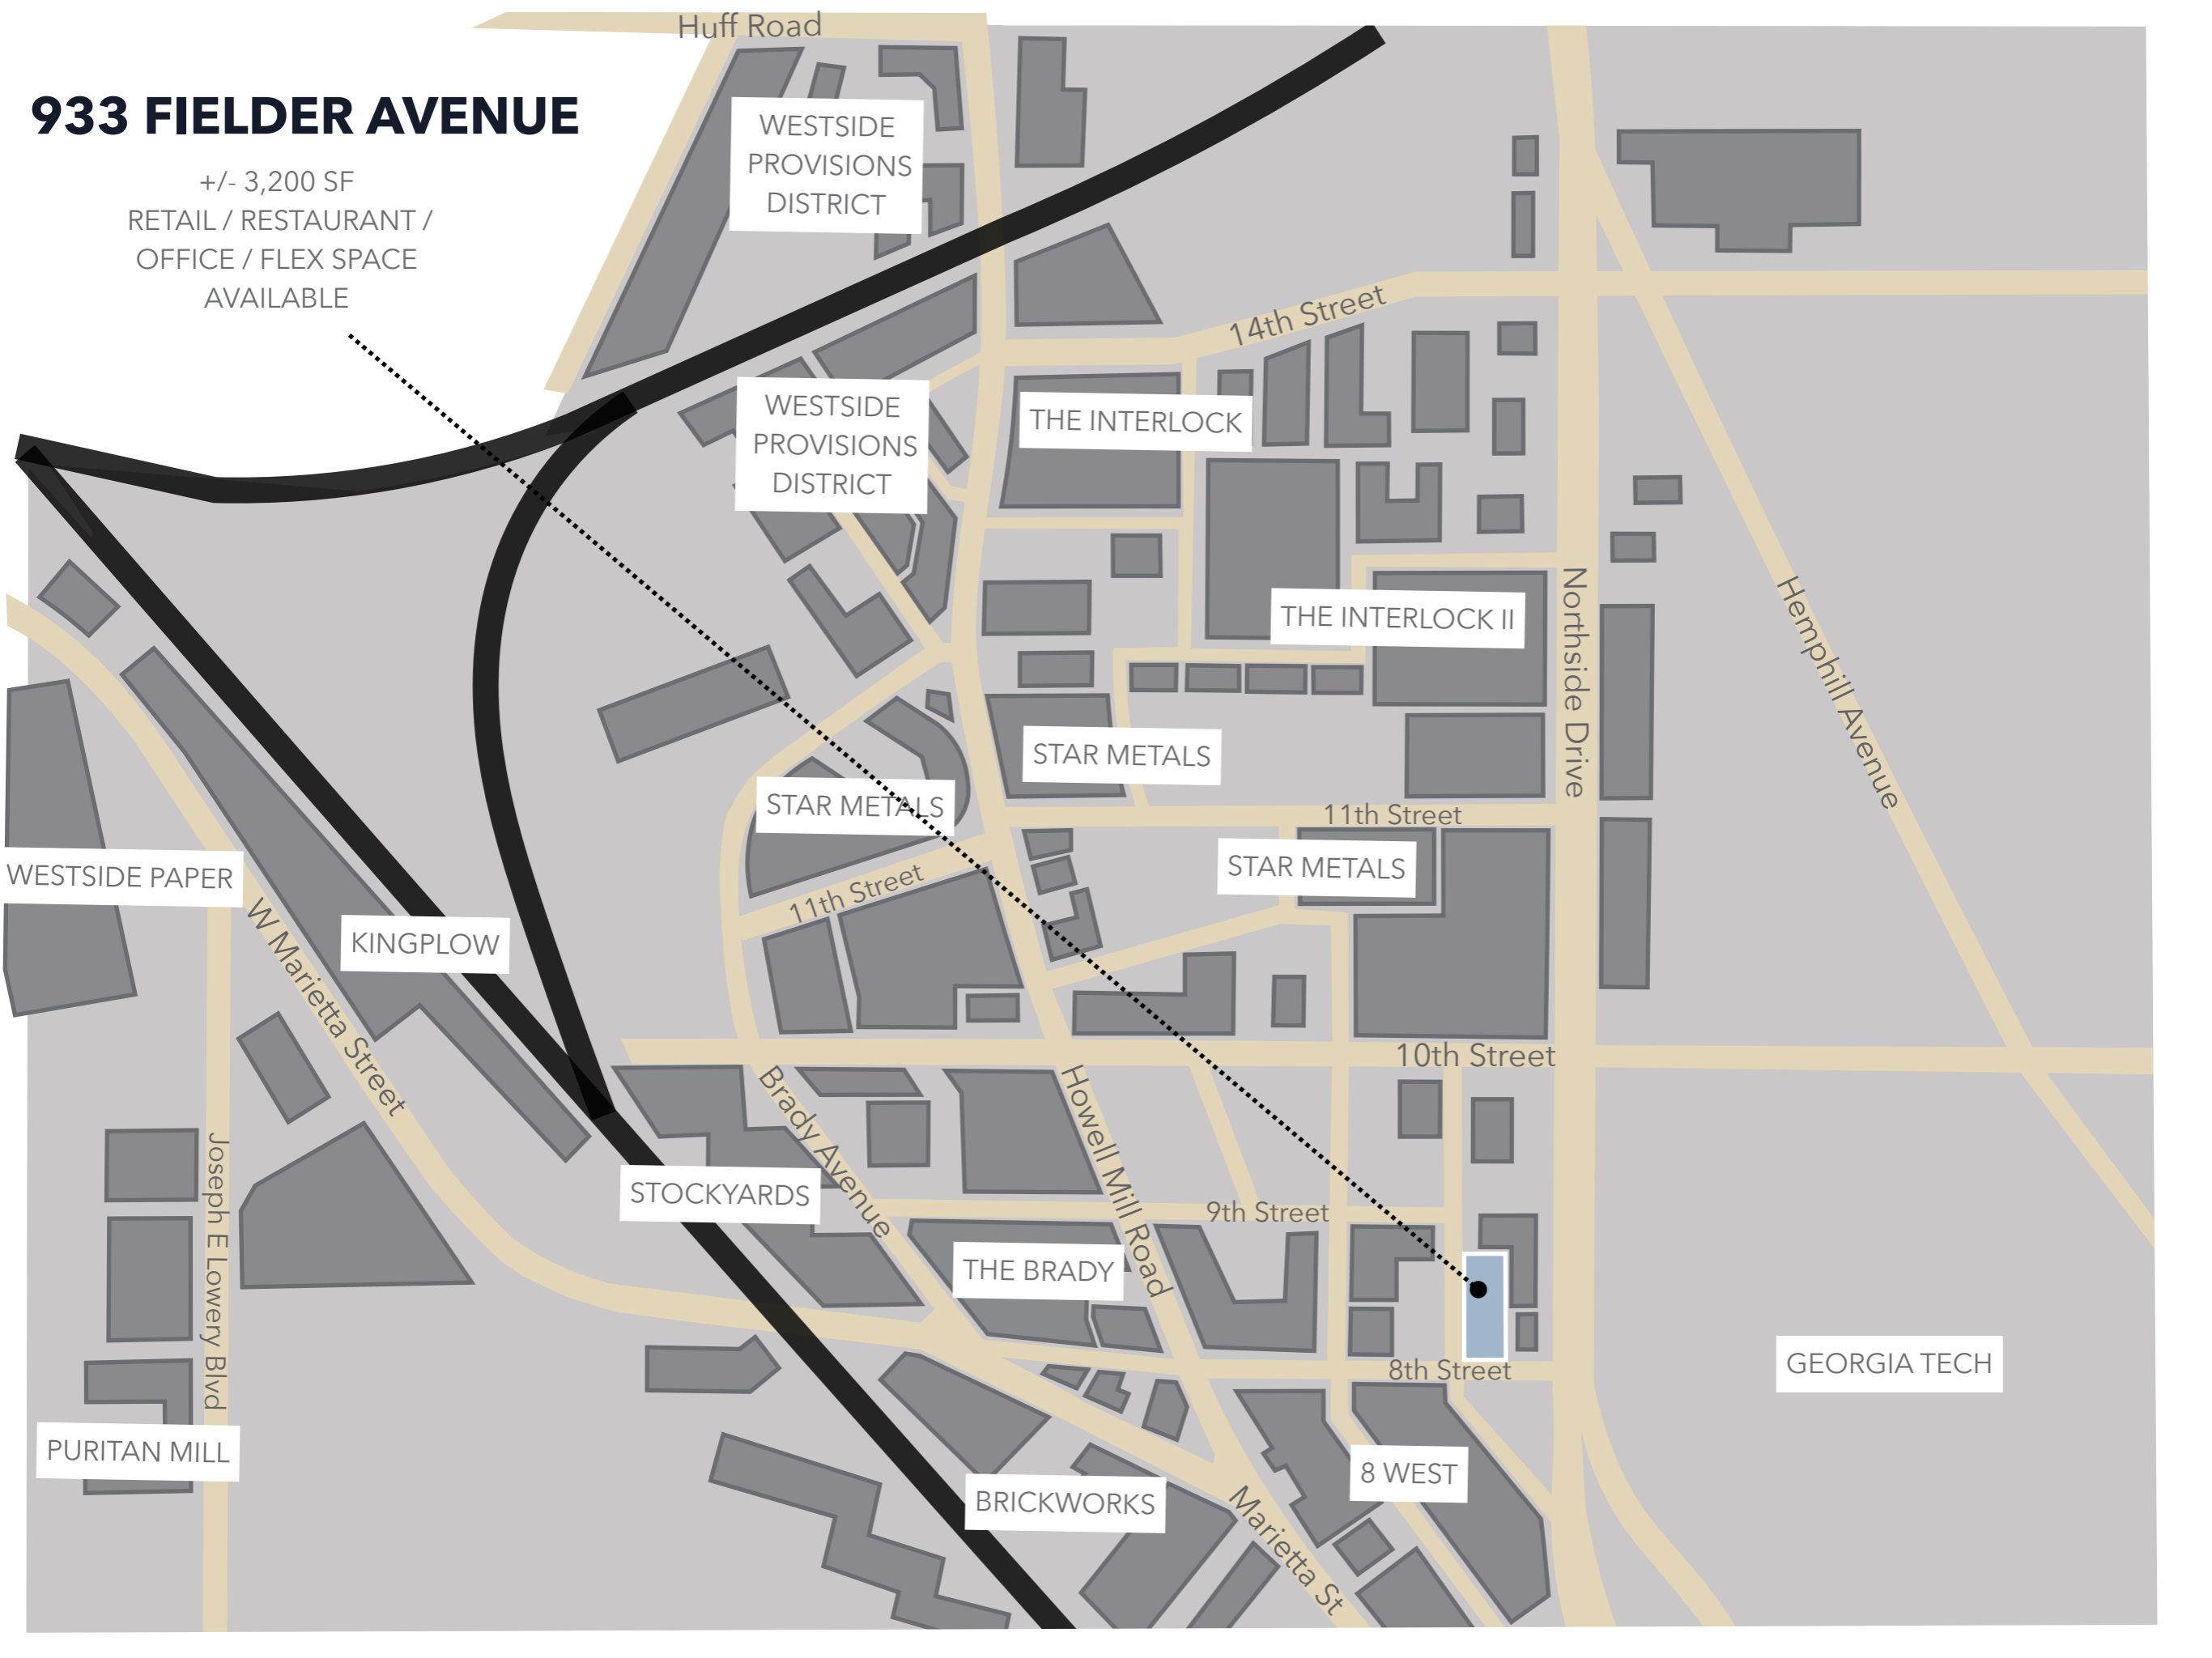 Huff Road
933 FIELDER AVENUE
+/- 3,200 SF
RETAIL / RESTAURANT /
OFFICE / FLEX SPACE
AVAILABLE
WESTSIDE
PROVISIONS
DISTRICT
14th Street
WESTSIDE
PROVISIONS
DISTRICT
THE INTERLOCK
THE INTERLOCK II
Northside Drive
Hemphill Avenue
STAR METALS
STAR METALS
11th Street
STAR METALS
11th Street
WESTSIDE PAPER
KINGPLOW
W Marietta Street
10th Street
Brady Avenue
Howell Mill Road
Joseph E Lowery Blvd
STOCKYARDS
9th Street
THE BRADY
8th Street
GEORGIA TECH
PURITAN MILL
8 WEST
BRICKWORKS
Marietta St